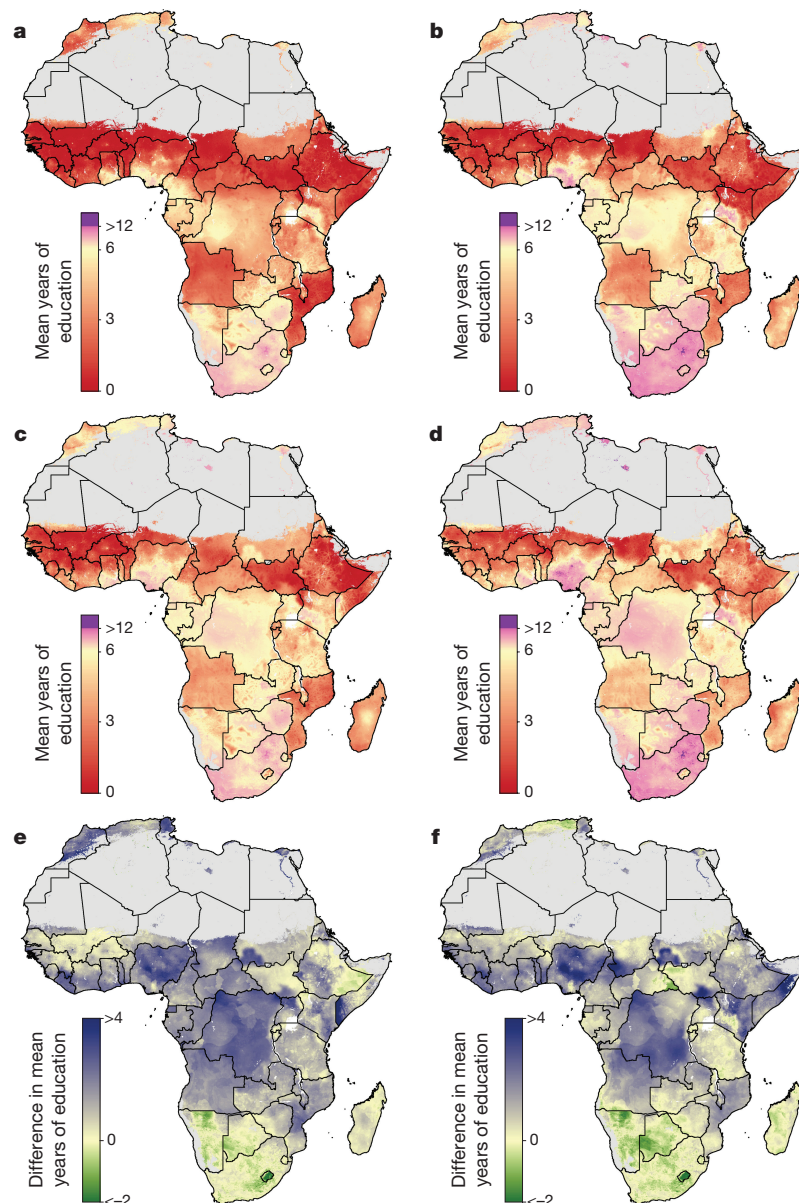 a
b
>12
6
3
0
Mean years of
education
>12
6
3
0
Mean years of
education
c
d
>12
6
3
0
Mean years of
education
>12
6
3
0
Mean years of
education
e
f
>4
0
<–2
Difference in mean
years of education
>4
0
<–2
Difference in mean
years of education